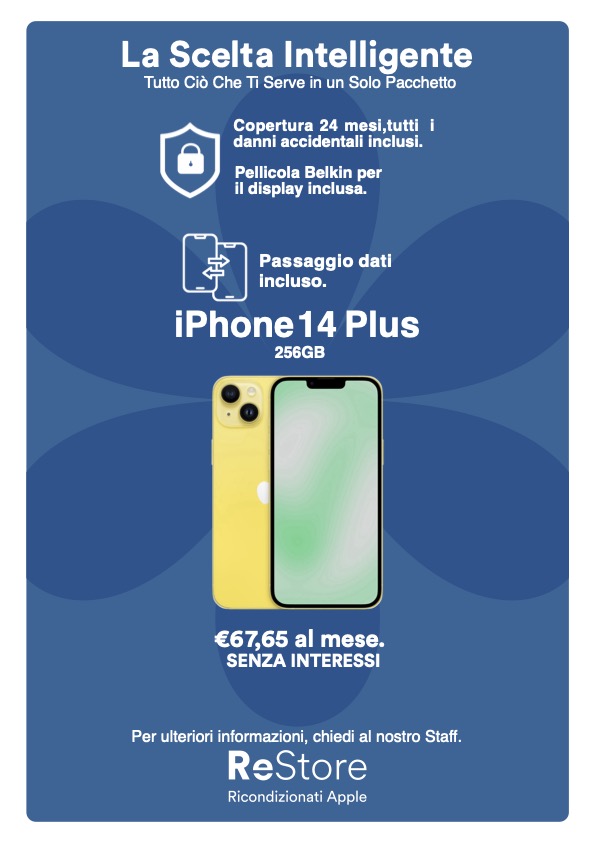 La Scelta Intelligente
Tutto Ciò Che Ti Serve in un Solo Pacchetto
Copertura 24 mesi,tutti i
danni accidentali inclusi.
Pellicola Belkin per
il display inclusa.
Passaggio dati
incluso.
iPhone 14 Plus
256GB
€67,65 al mese.
SENZA INTERESSI
Per ulteriori informazioni, chiedi al nostro Staff.
ReStore
Ricondizionati Apple